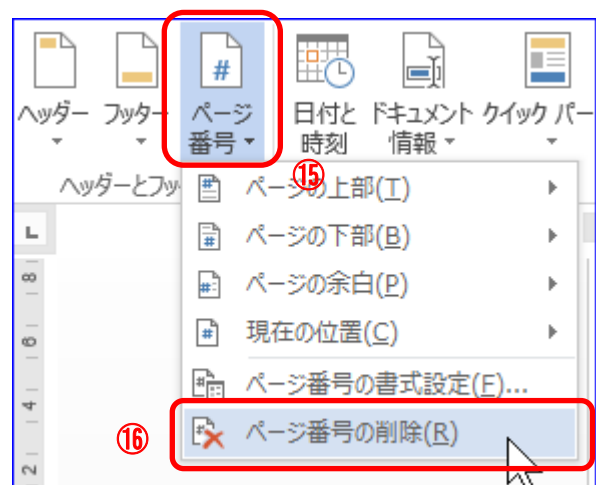 #
ヘッダー フッター ページ 日付と ドキュメント クイック パー
番号 時刻 情報
⑮
ヘッダーとフッ
ページの上部(T)
ページの下部(B)
ページの余白(P)
現在の位置(C)
ページ番号の書式設定(F)...
⑯ ページ番号の削除(R)
L
8
6
4
2